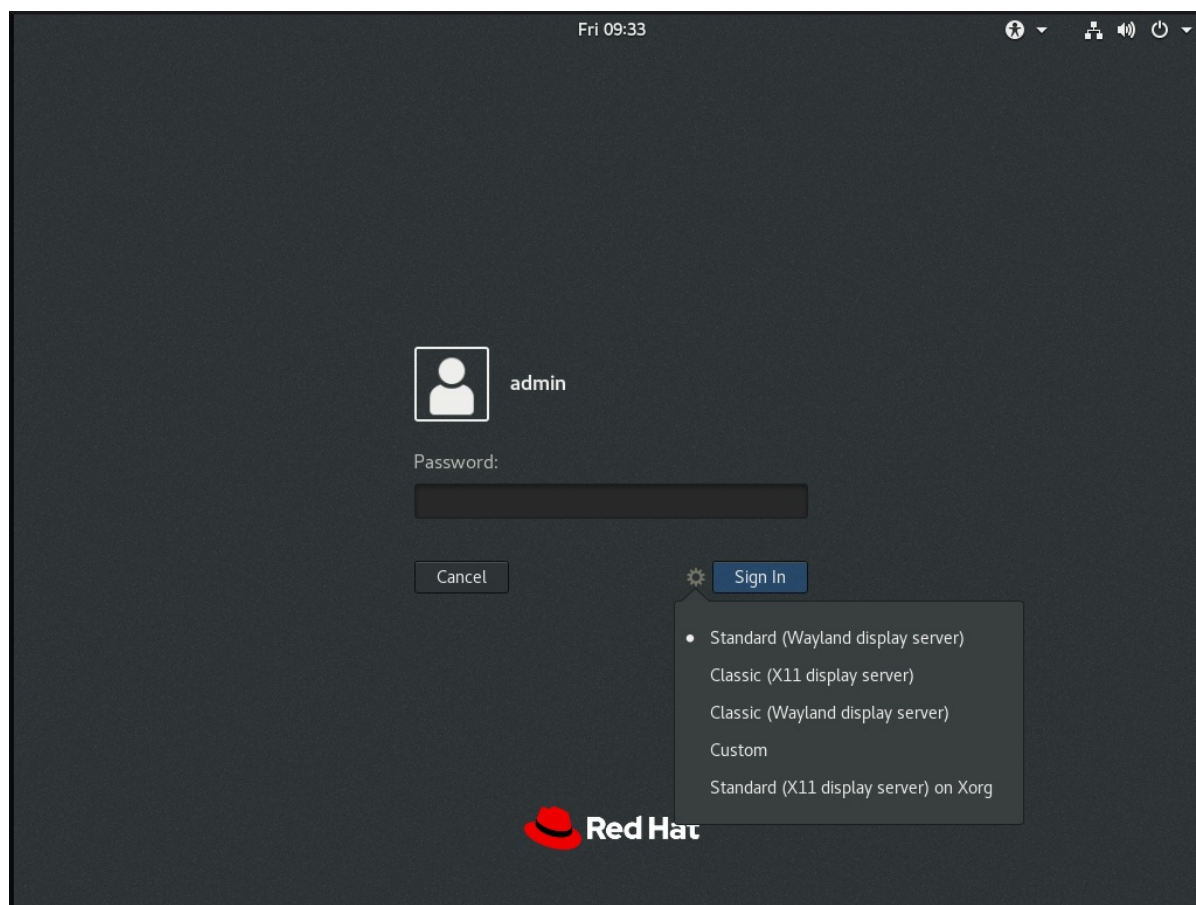 Fri 09:33
admin
Password:
Cancel
Sign In
Standard (Wayland display server)
Classic (X11 display server)
Classic (Wayland display server)
Custom
Standard (X11 display server) on Xorg
Red Hat